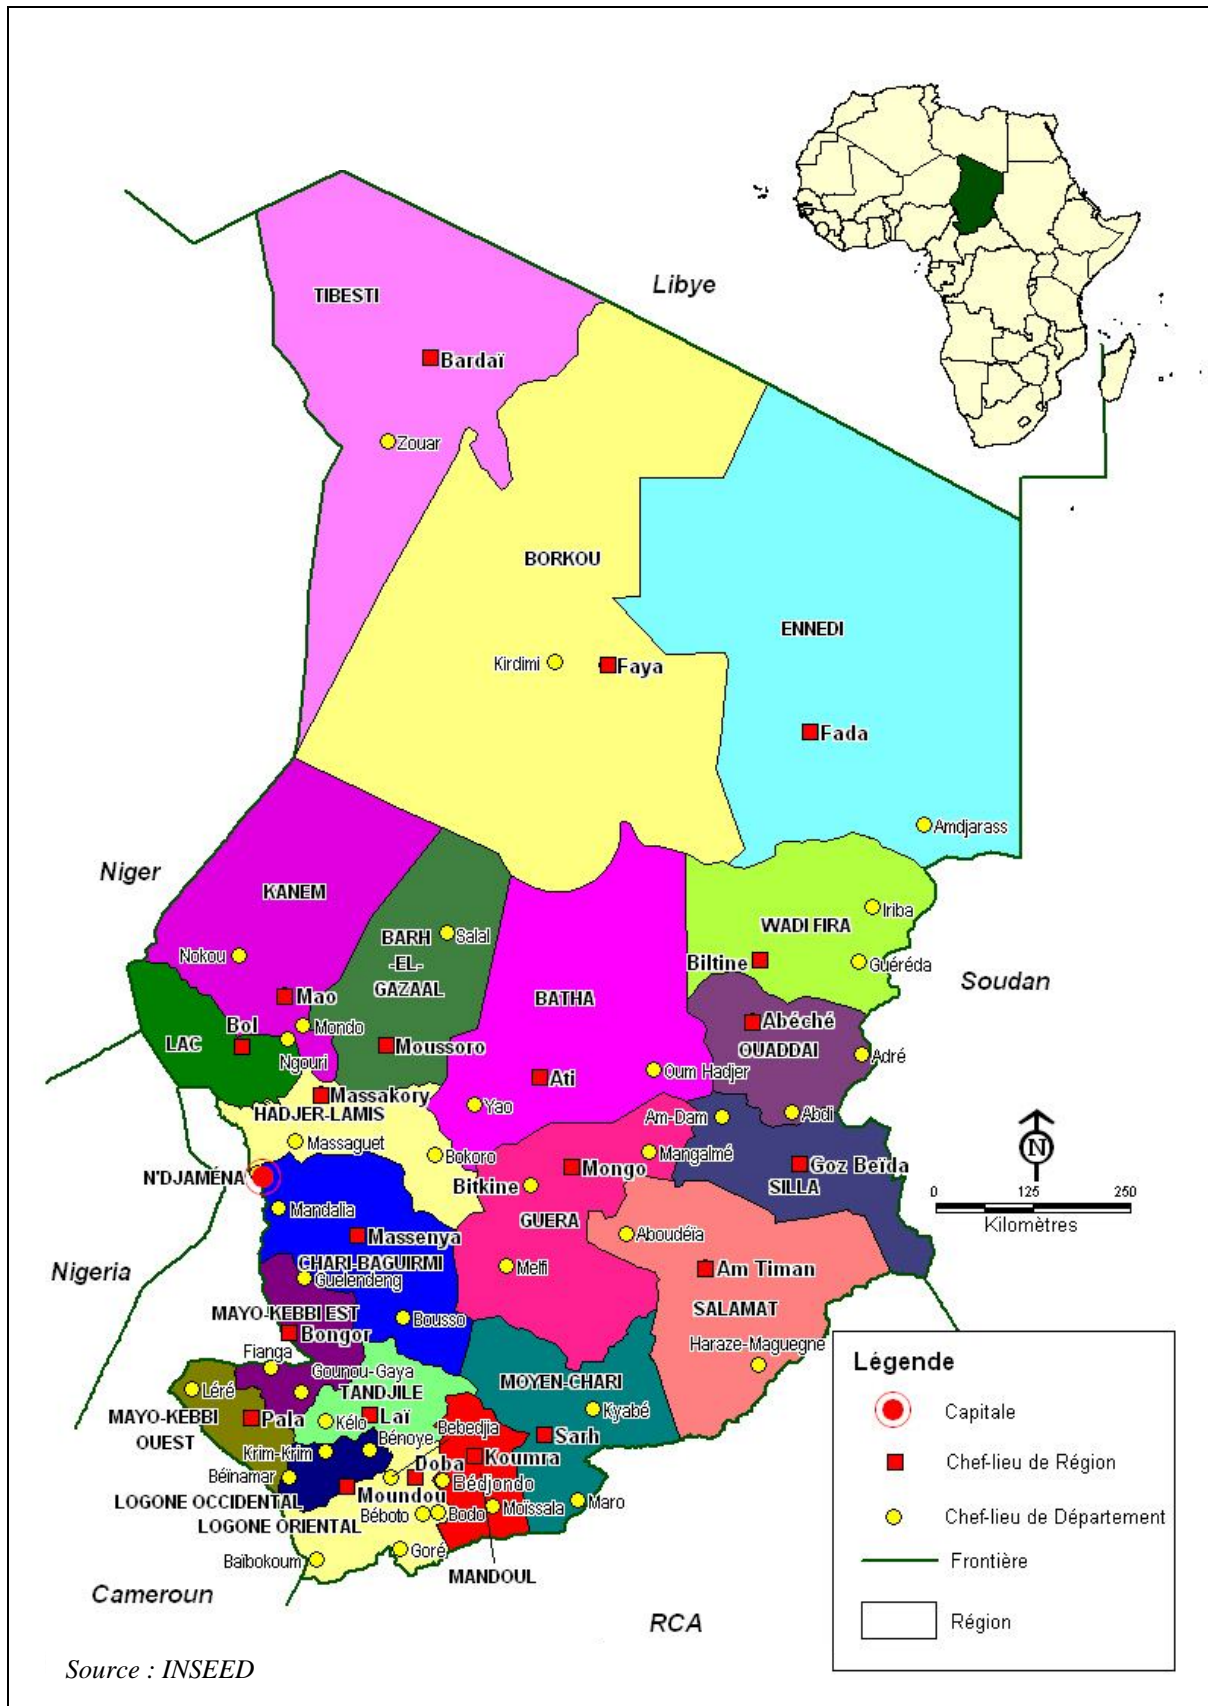 Libye
TIBESTI
Bardaï
Zouar
BORKOU
ENNEDI
Kirdimi
Faya
Fada
Amdjarass
Niger
KANEM
BARH
-EL-
GAZAAL
Salal
Nokou
Mao
Mondo
Bol
LAC
Ngouri
Moussoro
BATHA
Ati
Oum Hadjer
Yao
WADI FIRA
Iriba
Biltine
Guéréda
Soudan
Abéché
OUADDAI
Adré
Abdi
Am-Dam
Massakory
HADJER-LAMIS
Massaguet
Bokoro
N'DJAMÉNA
Mandalia
Massenya
CHARI-BAGUIRMI
Guelendeng
Bousso
Bitkine
Mongo
Mangalmé
GUERA
Melfi
Goz Beïda
SILLA
Aboudéïa
Am Timan
SALAMAT
Haraze-Maguegne
N
0 125 250
Kilomètres
Nigeria
MAYO-KEBBI EST
Bongor
Fianga
Gounou-Gaya
Léré
MAYO-KEBBI
OUEST
Pala
TANDJILE
Kélo
Laï
MOYEN-CHARI
Kyabé
Sarh
Maro
Bebedjia
Bénoye
Krim-Krim
Béïnamar
LOGONE OCCIDENTAL
Moundou
Doba
Koumra
Bédjondo
LOGONE ORIENTAL
Béboto
Bodo
Moïssala
Baïbokoum
Goré
MANDOUL
Cameroun
RCA
Légende
Capitale
Chef-lieu de Région
Chef-lieu de Département
Frontière
Région
Source : INSEED